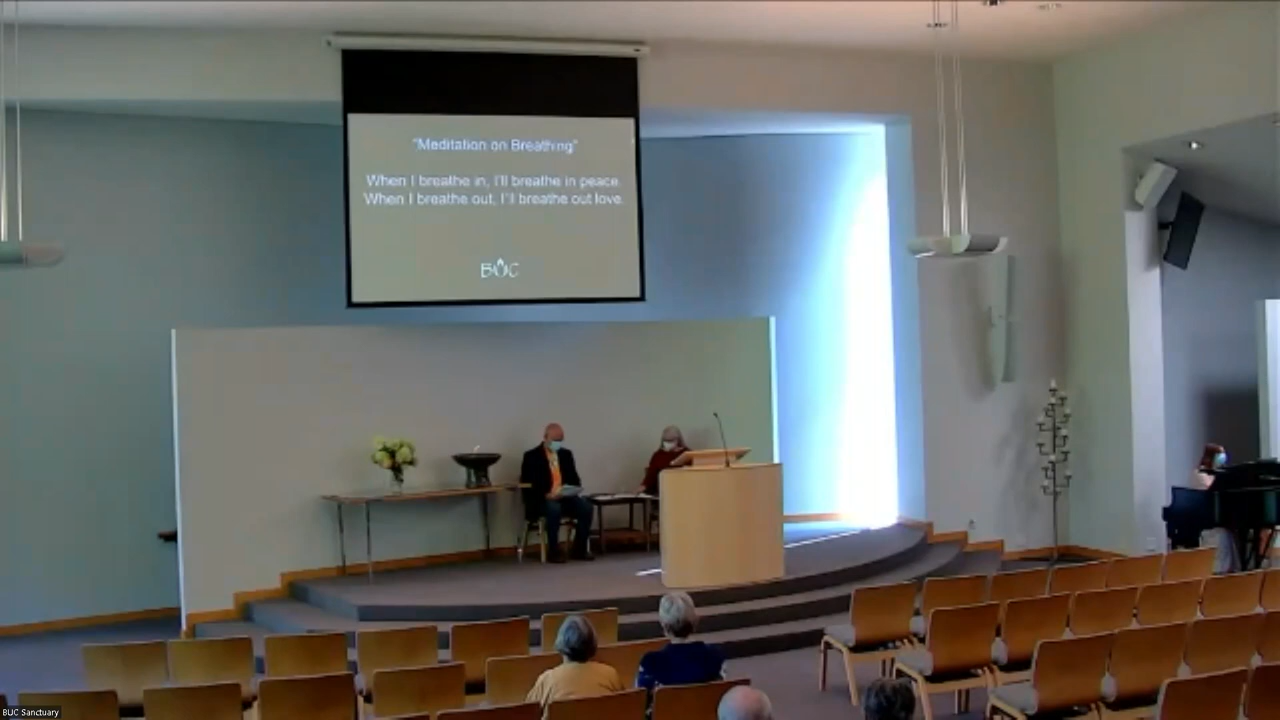 "Meditation on Breathing"
When I breathe in, I'll breathe in peace.
When I breathe out, I'll breathe out love.
BUC
BUC Sanctuary